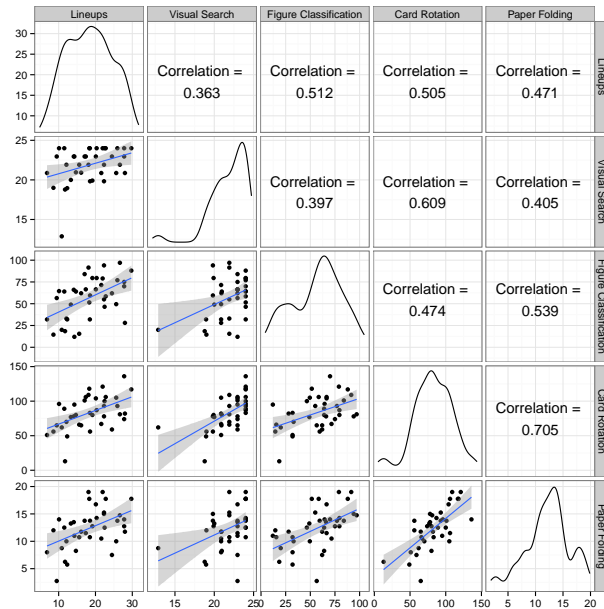 Lineups Visual Search Figure Classification Card Rotation Paper Folding
30
25
20
15
10
Correlation =
0.363
Correlation =
0.512
Correlation =
0.505
Correlation =
0.471
Lineups
25
20
15
Correlation =
0.397
Correlation =
0.609
Correlation =
0.405
Visual Search
100
75
50
25
0
Correlation =
0.474
Correlation =
0.539
Figure Classification
150
100
50
0
Correlation =
0.705
Card Rotation
20
15
10
5
Paper Folding
10 20 30 15 20 25 0 25 50 75 100 0 50 100 150 0 5 10 15 20